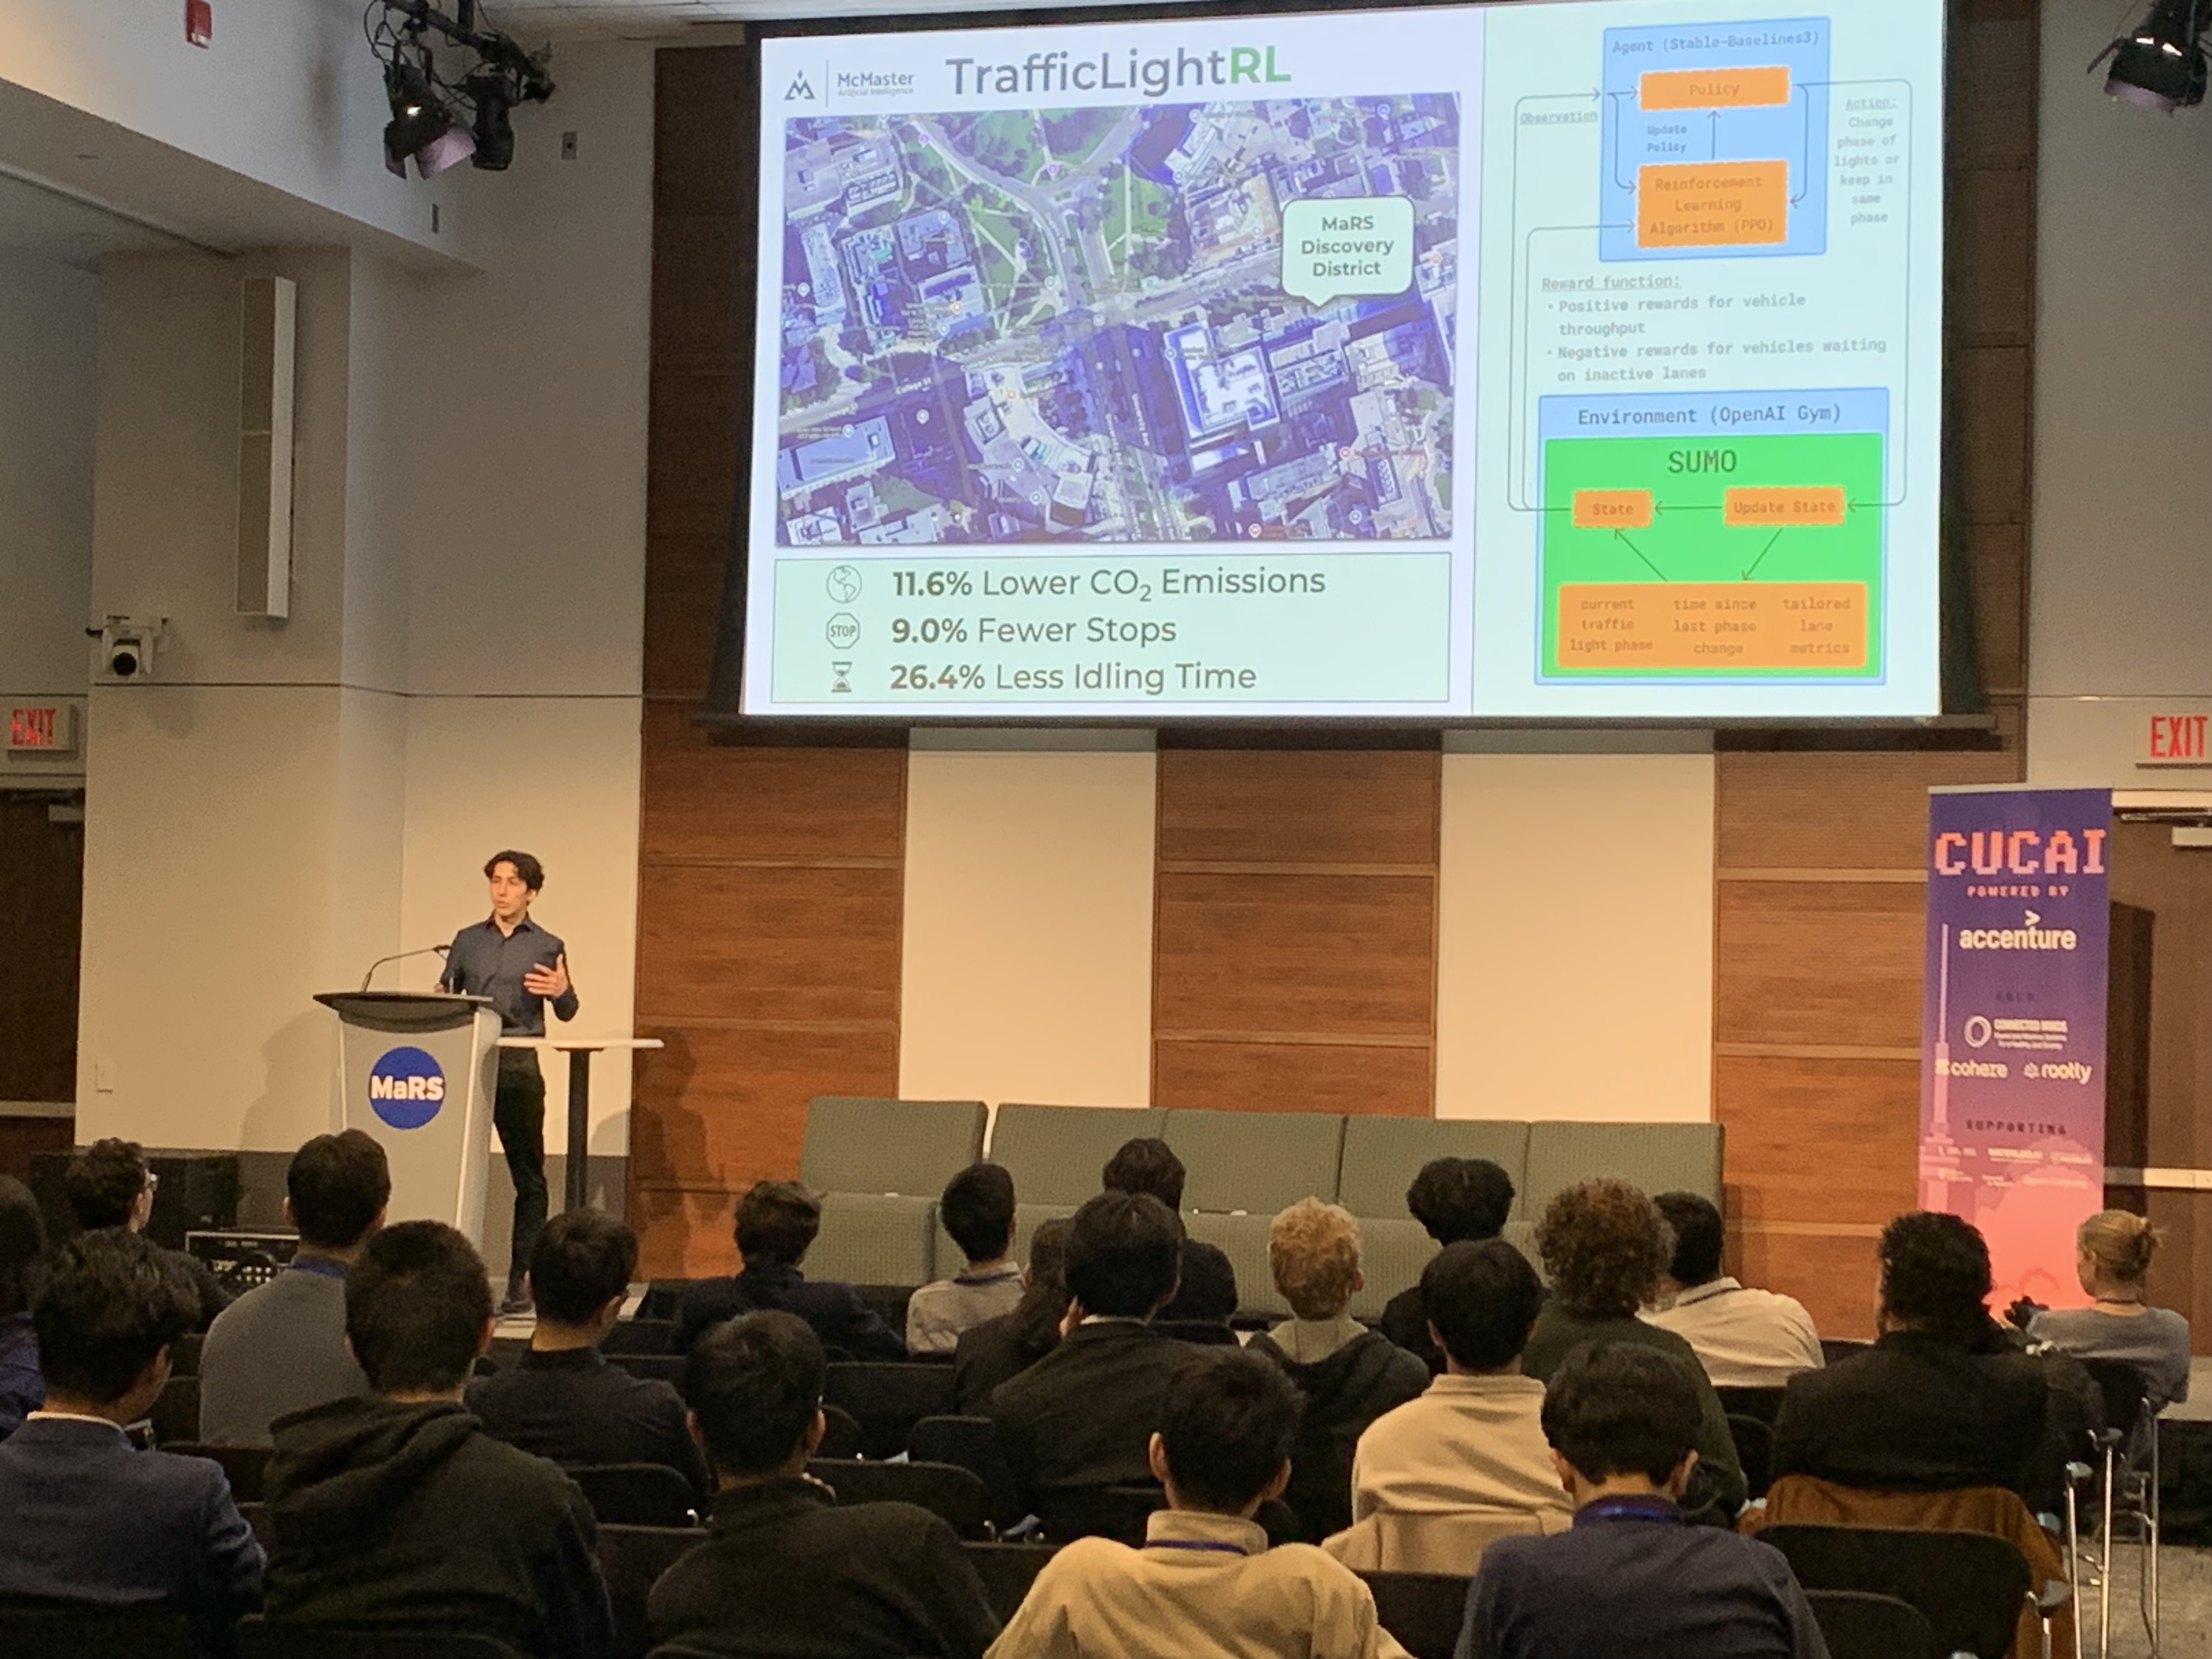 McMaster
Artificial Intelligence
TrafficLightRL
MaRS
Discovery
District
College St
11.6% Lower CO₂ Emissions
STOP
9.0% Fewer Stops
26.4% Less Idling Time
Agent (Stable-Baselines3)
Policy
Observation
Update
Policy
Reinforcement
Learning
Algorithm (PPO)
Action:
Change
phase of
lights or
keep in
same
phase
Reward function:
• Positive rewards for vehicle
throughput
• Negative rewards for vehicles waiting
on inactive lanes
Environment (OpenAI Gym)
SUMO
State
Update State
current
traffic
light phase
time since
last phase
change
tailored
lane
metrics
EXIT
EXIT
MaRS
CUCAI
POWERED BY
>
accenture
GOLD
CONNECTED MINDS
cohere
rootly
SUPPORTING